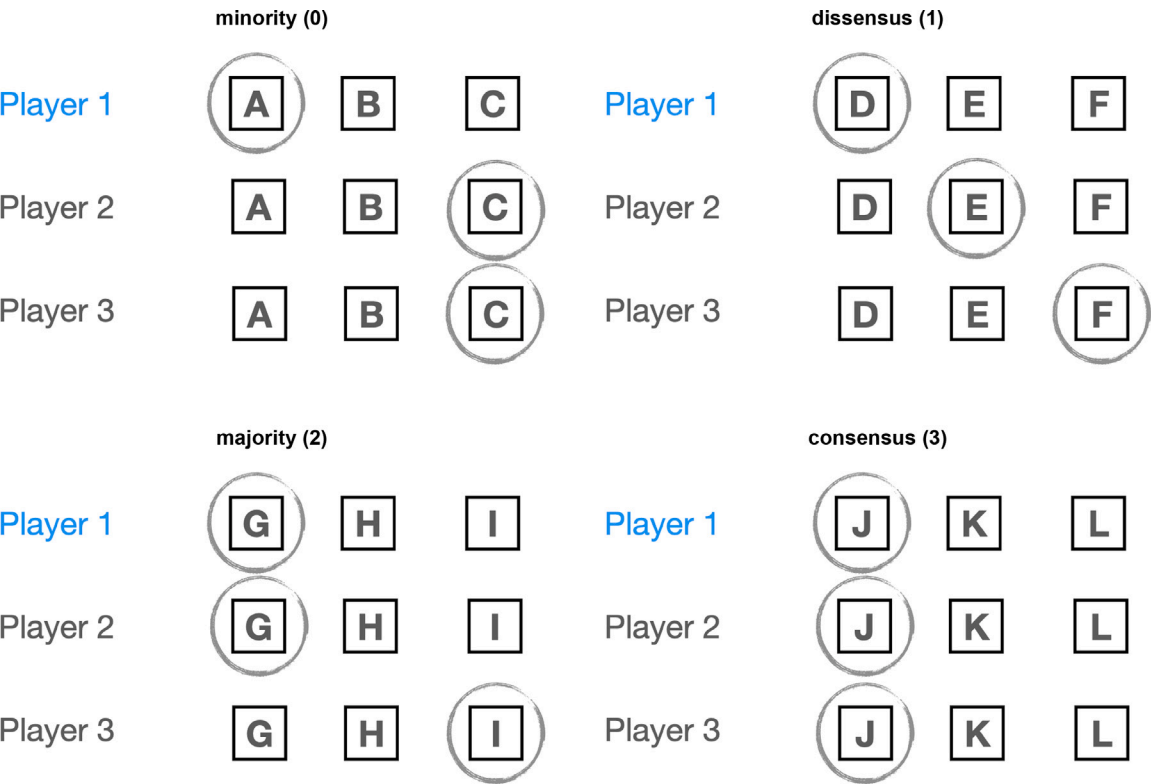 minority (0)
Player 1 A B C
Player 2 A B C
Player 3 A B C
dissensus (1)
Player 1 D E F
Player 2 D E F
Player 3 D E F
majority (2)
Player 1 G H I
Player 2 G H I
Player 3 G H I
consensus (3)
Player 1 J K L
Player 2 J K L
Player 3 J K L